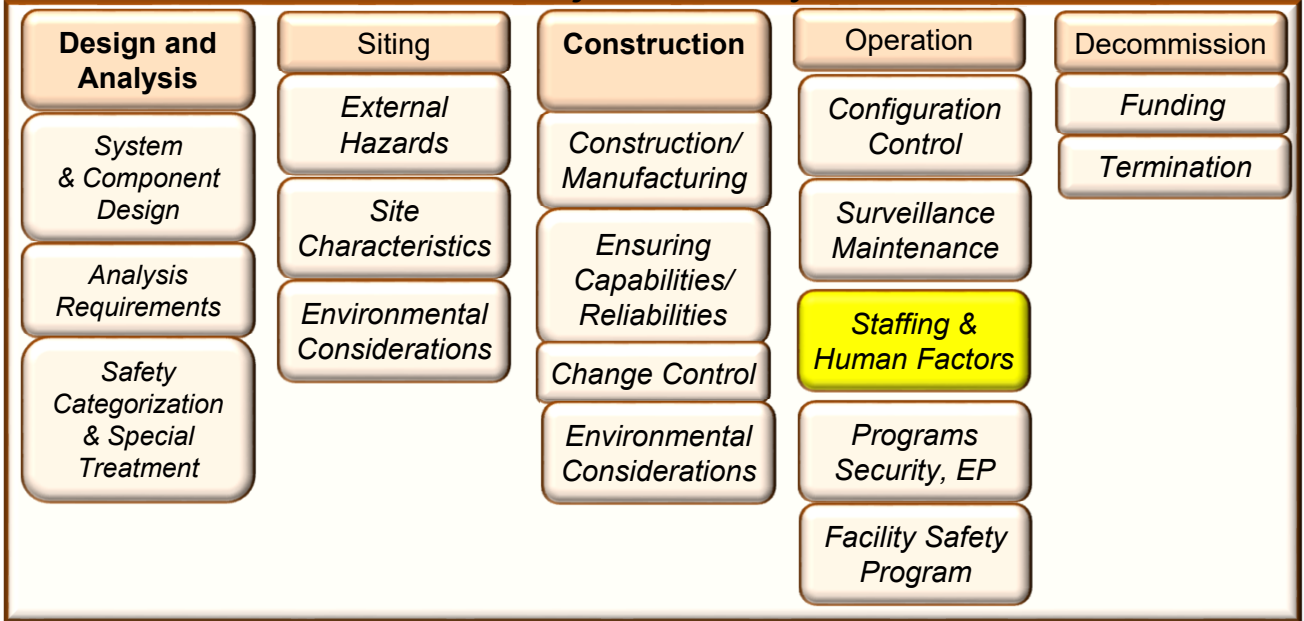 Design and
Analysis
System
& Component
Design
Analysis
Requirements
Safety
Categorization
& Special
Treatment
Siting
External
Hazards
Site
Characteristics
Environmental
Considerations
Construction
Construction/
Manufacturing
Ensuring
Capabilities/
Reliabilities
Change Control
Environmental
Considerations
Operation
Configuration
Control
Surveillance
Maintenance
Staffing &
Human Factors
Programs
Security, EP
Facility Safety
Program
Decommission
Funding
Termination